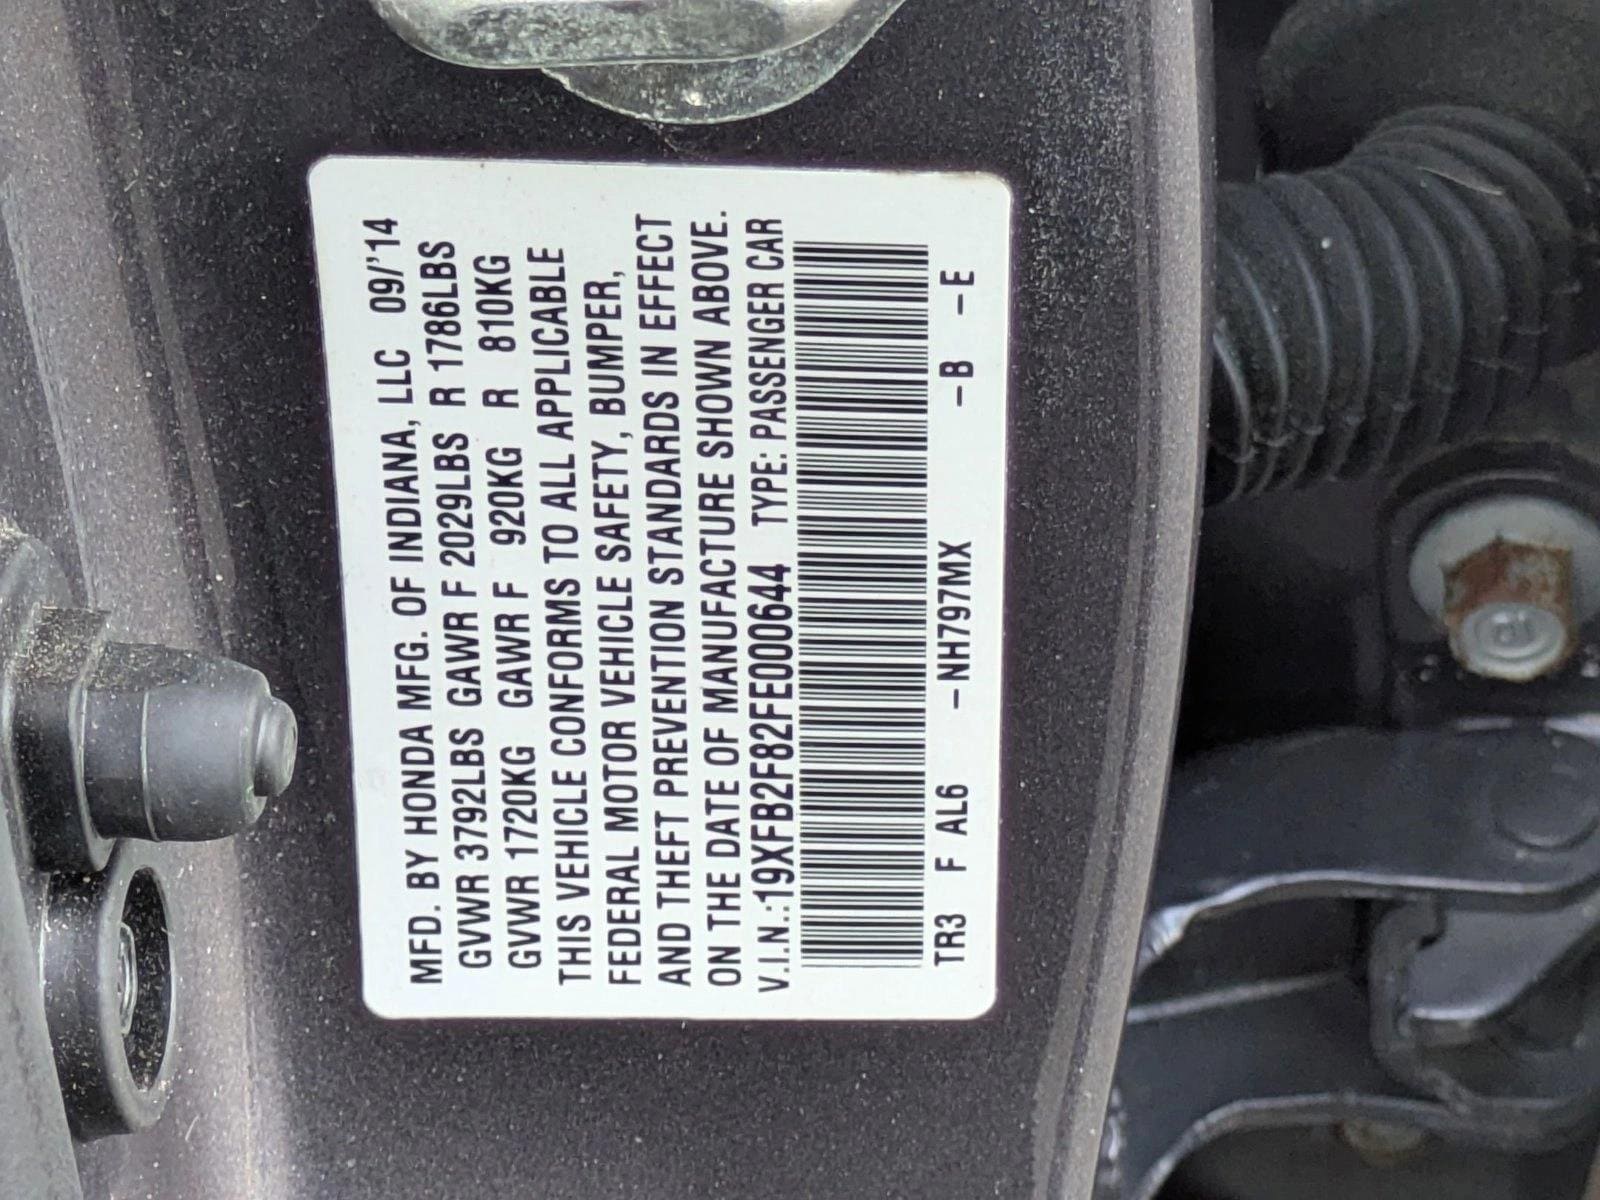 MFD. BY HONDA MFG. OF INDIANA, LLC 09/'14
GVWR 3792LBS GAWR F 2029LBS R 1786LBS
GVWR 1720KG GAWR F 920KG R 810KG
THIS VEHICLE CONFORMS TO ALL APPLICABLE
FEDERAL MOTOR VEHICLE SAFETY, BUMPER,
AND THEFT PREVENTION STANDARDS IN EFFECT
ON THE DATE OF MANUFACTURE SHOWN ABOVE.
V.I.N.:19XFB2F82FE000644 TYPE: PASSENGER CAR
TR3 F AL6 -NH797MX -B -E